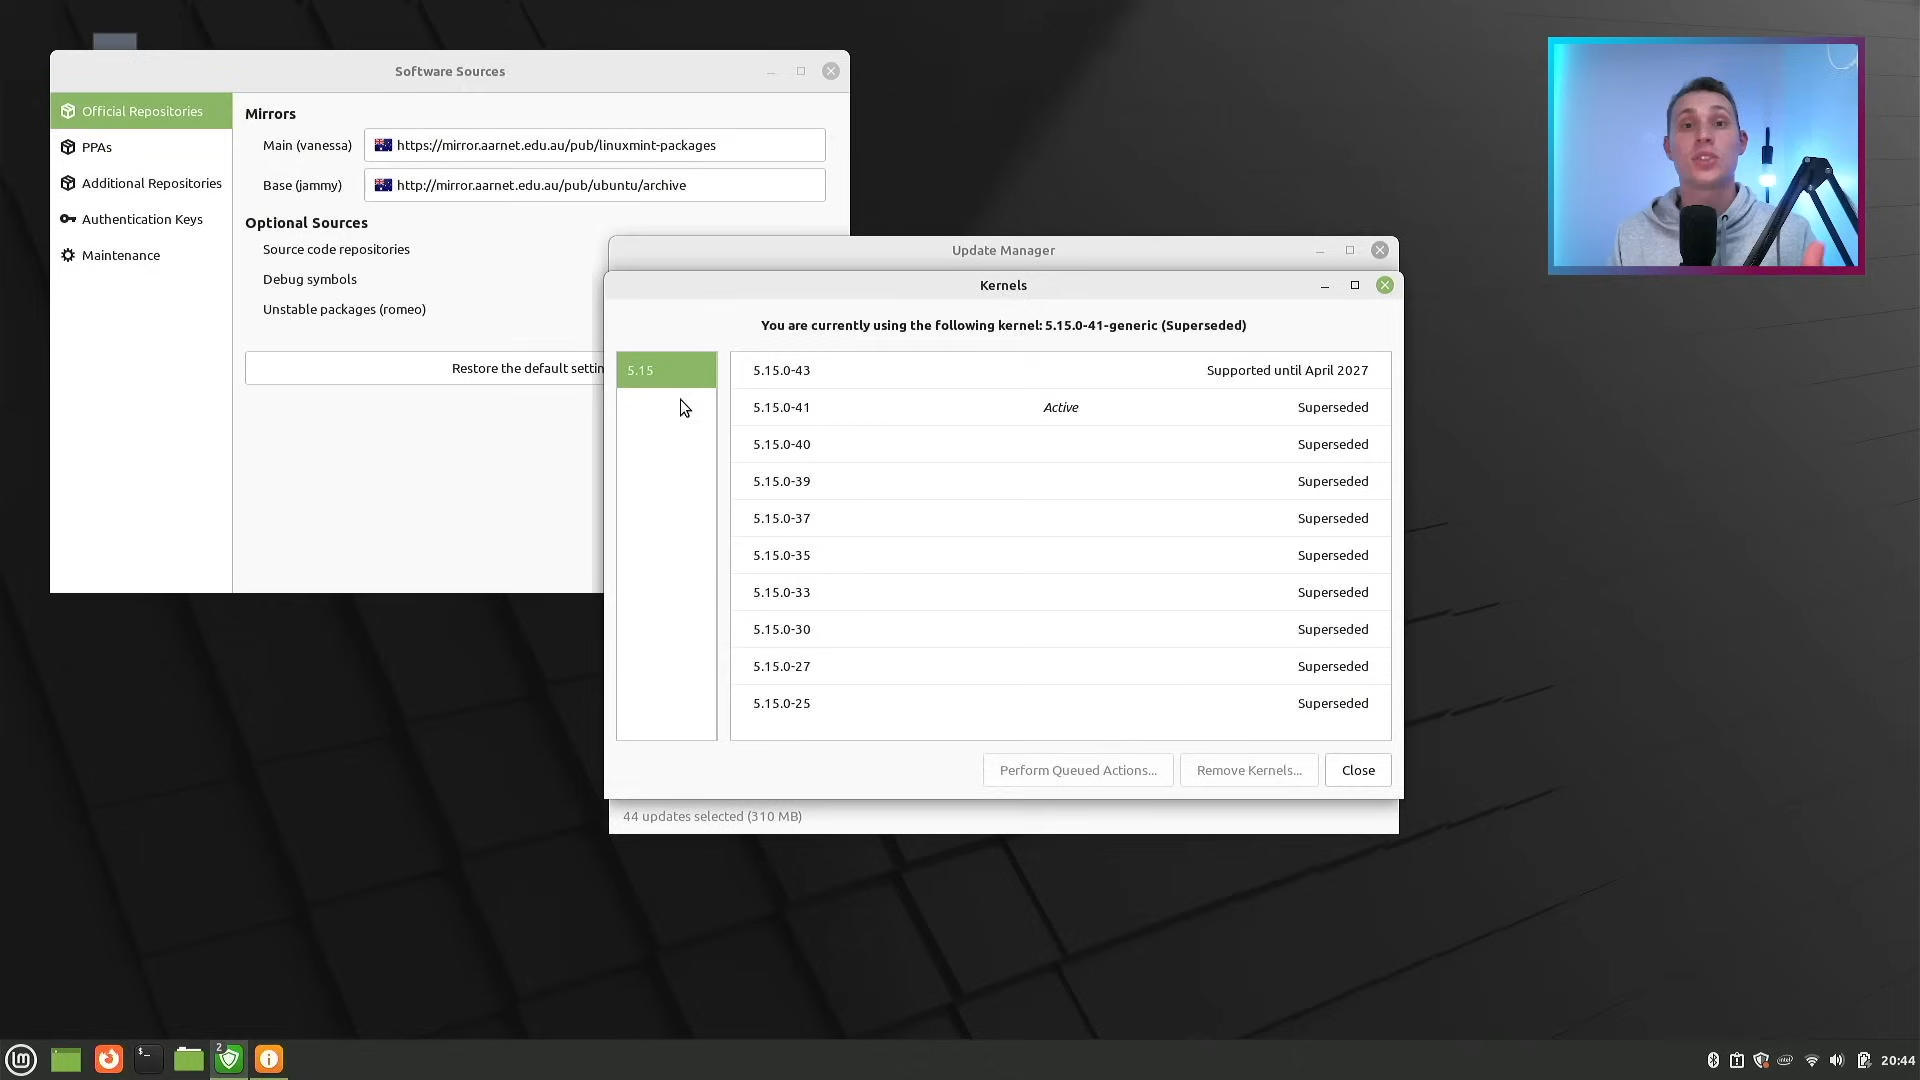 Software Sources
Official Repositories
PPAs
Additional Repositories
Authentication Keys
Maintenance
Mirrors
Main (vanessa)
https://mirror.aarnet.edu.au/pub/linuxmint-packages
Base (jammy)
http://mirror.aarnet.edu.au/pub/ubuntu/archive
Optional Sources
Source code repositories
Debug symbols
Unstable packages (romeo)
Restore the default settin
Update Manager
Kernels
You are currently using the following kernel: 5.15.0-41-generic (Superseded)
5.15
5.15.0-43 Supported until April 2027
5.15.0-41 Active Superseded
5.15.0-40 Superseded
5.15.0-39 Superseded
5.15.0-37 Superseded
5.15.0-35 Superseded
5.15.0-33 Superseded
5.15.0-30 Superseded
5.15.0-27 Superseded
5.15.0-25 Superseded
Perform Queued Actions... Remove Kernels... Close
44 updates selected (310 MB)
lm
$_
2
20:44